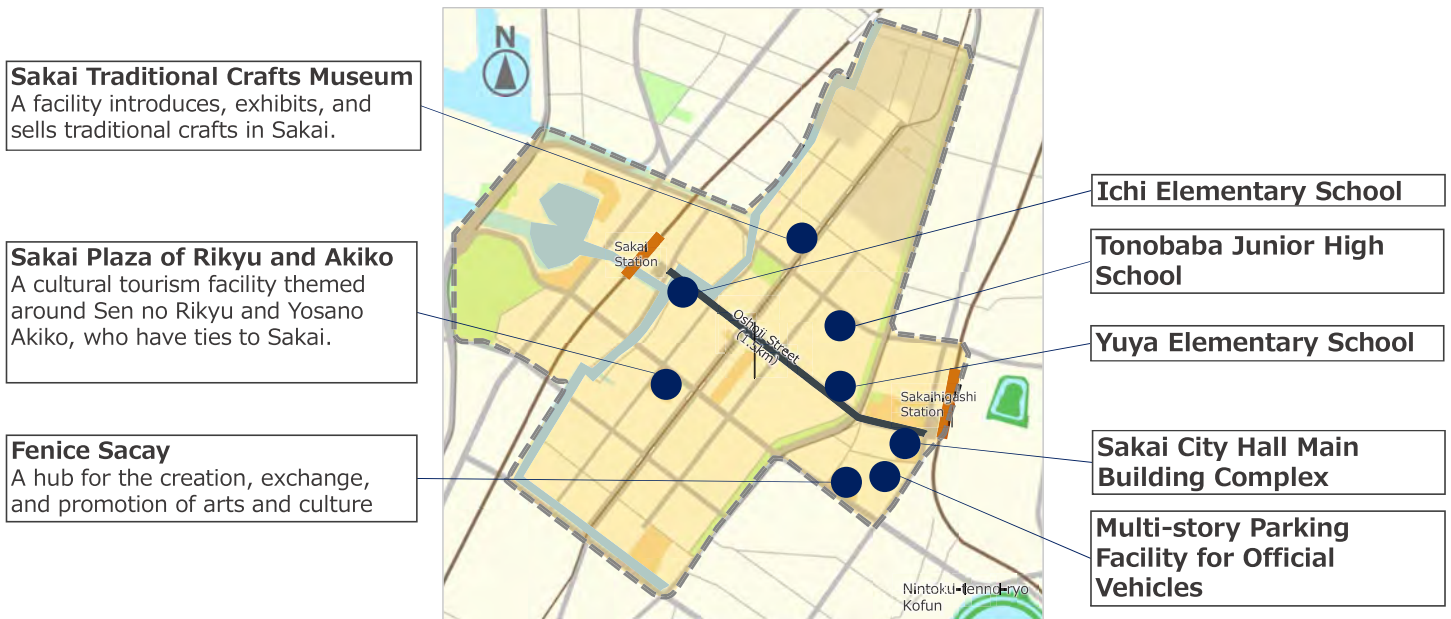 Sakai Traditional Crafts Museum
A facility introduces, exhibits, and
sells traditional crafts in Sakai.
Sakai Plaza of Rikyu and Akiko
A cultural tourism facility themed
around Sen no Rikyu and Yosano
Akiko, who have ties to Sakai.
Fenice Sacay
A hub for the creation, exchange,
and promotion of arts and culture
N
Sakai
Station
Oshoji Street
(1.5km)
Sakaihigashi
Station
Nintoku-tenno-ryo
Kofun
Ichi Elementary School
Tonobaba Junior High
School
Yuya Elementary School
Sakai City Hall Main
Building Complex
Multi-story Parking
Facility for Official
Vehicles